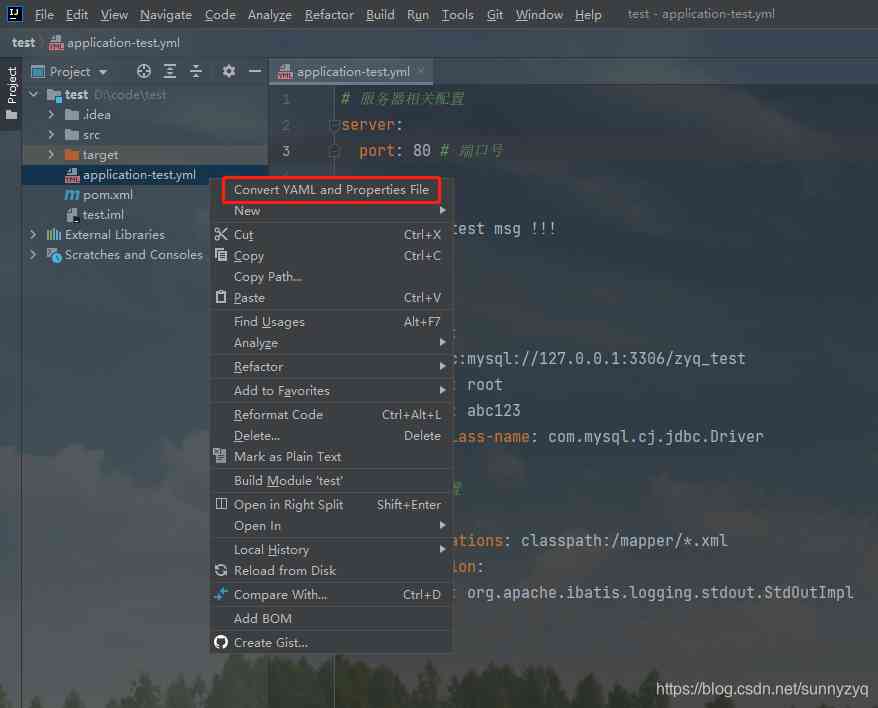 File Edit View Navigate Code Analyze Refactor Build Run Tools Git Window Help test - application-test.yml
test application-test.yml
Project
Project
application-test.yml
test D:\code\test
.idea
src
target
application-test.yml
pom.xml
test.iml
External Libraries
Scratches and Consoles
1 # 服务器相关配置
2 server:
3 port: 80 # 端口号
Convert YAML and Properties File
New
Cut Ctrl+X
Copy Ctrl+C
Copy Path...
Paste Ctrl+V
Find Usages Alt+F7
Analyze
Refactor
Add to Favorites
Reformat Code Ctrl+Alt+L
Delete... Delete
Mark as Plain Text
Build Module 'test'
Open in Right Split Shift+Enter
Open In
Local History
Reload from Disk
Compare With... Ctrl+D
Add BOM
Create Gist...
test msg !!!
c:mysql://127.0.0.1:3306/zyq_test
: root
: abc123
lass-name: com.mysql.cj.jdbc.Driver
置
ations: classpath:/mapper/*.xml
ion:
: org.apache.ibatis.logging.stdout.StdOutImpl
https://blog.csdn.net/sunnyzyq